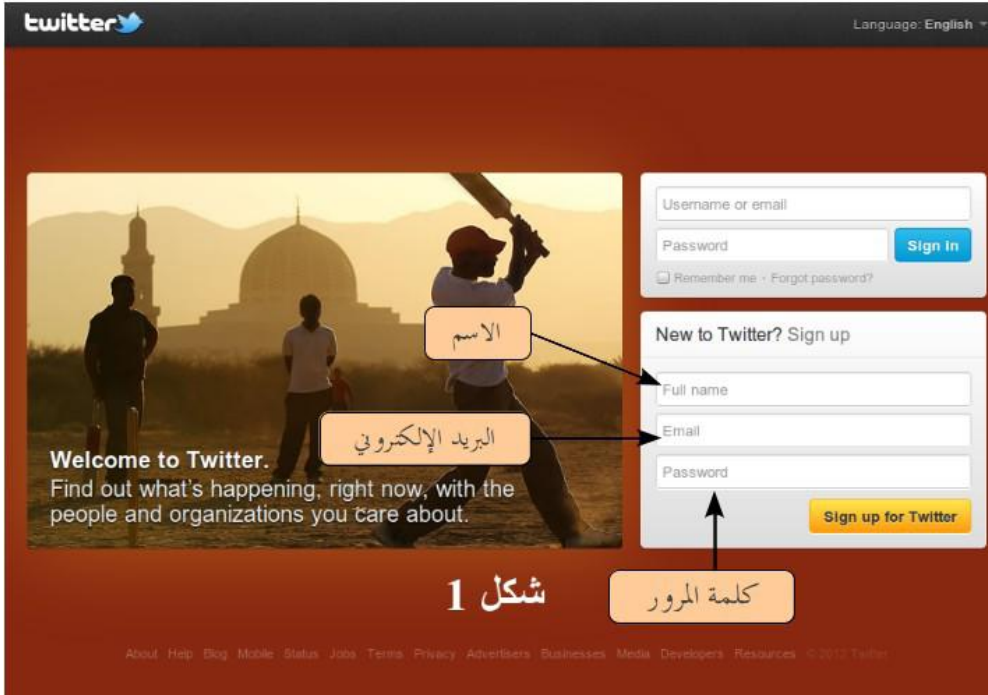 twitter
Language: English
Username or email
Password
Sign In
Remember me · Forgot password?
New to Twitter? Sign up
الاسم
Full name
البريد الإلكتروني
Email
Password
Sign up for Twitter
Welcome to Twitter.
Find out what's happening, right now, with the
people and organizations you care about.
كلمة المرور
شكل 1
About Help Blog Mobile Status Jobs Terms Privacy Advertisers Businesses Media Developers Resources © 2012 Twitter